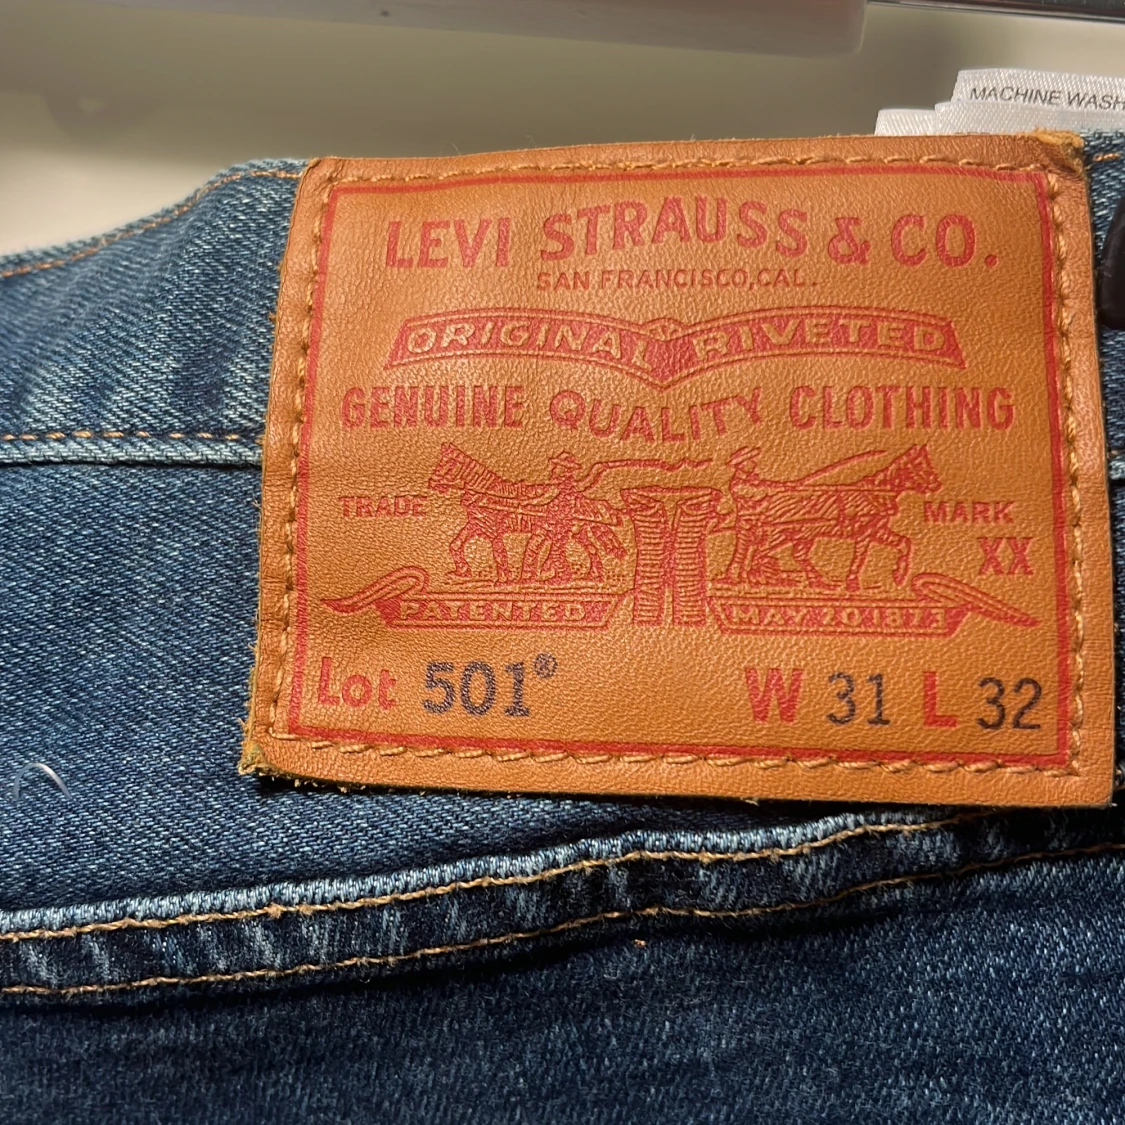 MACHINE WASH
LEVI STRAUSS & CO.
SAN FRANCISCO, CAL.
ORIGINAL RIVETED
GENUINE QUALITY CLOTHING
TRADE MARK
XX
PATENTED MAY 20 1873
Lot 501® W 31 L 32